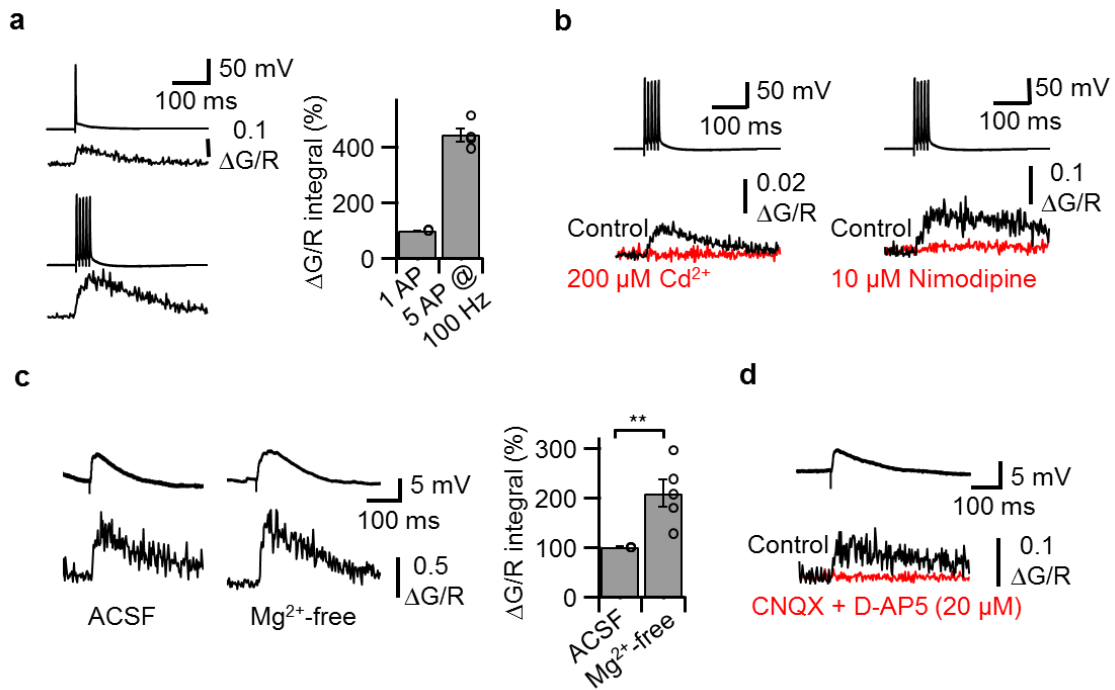 a
50 mV
100 ms
0.1
ΔG/R
ΔG/R integral (%)
400
200
0
1 AP
5 AP @
100 Hz
b
50 mV
100 ms
0.02
ΔG/R
Control
200 µM Cd²⁺
50 mV
100 ms
0.1
ΔG/R
Control
10 µM Nimodipine
c
5 mV
100 ms
0.5
ΔG/R
ACSF
Mg²⁺-free
ΔG/R integral (%)
**
300
200
100
0
ACSF
Mg²⁺-free
d
5 mV
100 ms
Control
0.1
ΔG/R
CNQX + D-AP5 (20 µM)